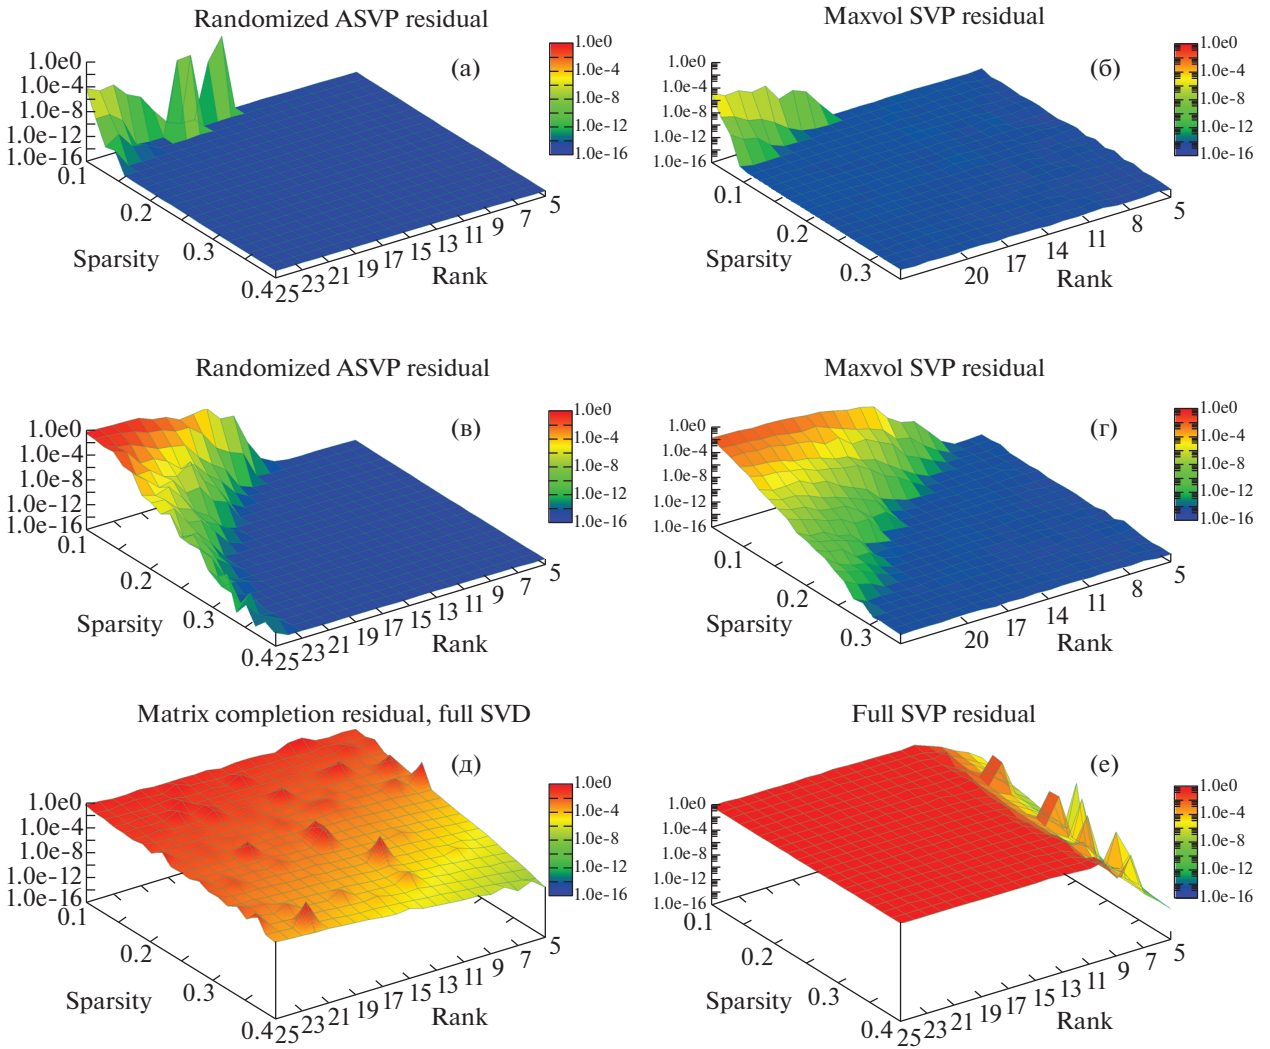 Randomized ASVP residual
(а)
1.0e0
1.0e−4
1.0e−8
1.0e−12
1.0e−16
1.0e0
1.0e−4
1.0e−8
1.0e−12
1.0e−16
0.1
0.2
0.3
0.4
Sparsity
25 23 21 19 17 15 13 11 9 7 5
Rank
Maxvol SVP residual
(б)
1.0e0
1.0e−4
1.0e−8
1.0e−12
1.0e−16
1.0e0
1.0e−4
1.0e−8
1.0e−12
1.0e−16
0.1
0.2
0.3
Sparsity
20 17 14 11 8 5
Rank
Randomized ASVP residual
(в)
1.0e0
1.0e−4
1.0e−8
1.0e−12
1.0e−16
1.0e0
1.0e−4
1.0e−8
1.0e−12
1.0e−16
0.1
0.2
0.3
0.4
Sparsity
25 23 21 19 17 15 13 11 9 7 5
Rank
Maxvol SVP residual
(г)
1.0e0
1.0e−4
1.0e−8
1.0e−12
1.0e−16
1.0e0
1.0e−4
1.0e−8
1.0e−12
1.0e−16
0.1
0.2
0.3
Sparsity
20 17 14 11 8 5
Rank
Matrix completion residual, full SVD
(д)
1.0e0
1.0e−4
1.0e−8
1.0e−12
1.0e−16
1.0e0
1.0e−4
1.0e−8
1.0e−12
1.0e−16
0.1
0.2
0.3
0.4
Sparsity
25 23 21 19 17 15 13 11 9 7 5
Rank
Full SVP residual
(е)
1.0e0
1.0e−4
1.0e−8
1.0e−12
1.0e−16
1.0e0
1.0e−4
1.0e−8
1.0e−12
1.0e−16
0.1
0.2
0.3
0.4
Sparsity
25 23 21 19 17 15 13 11 9 7 5
Rank